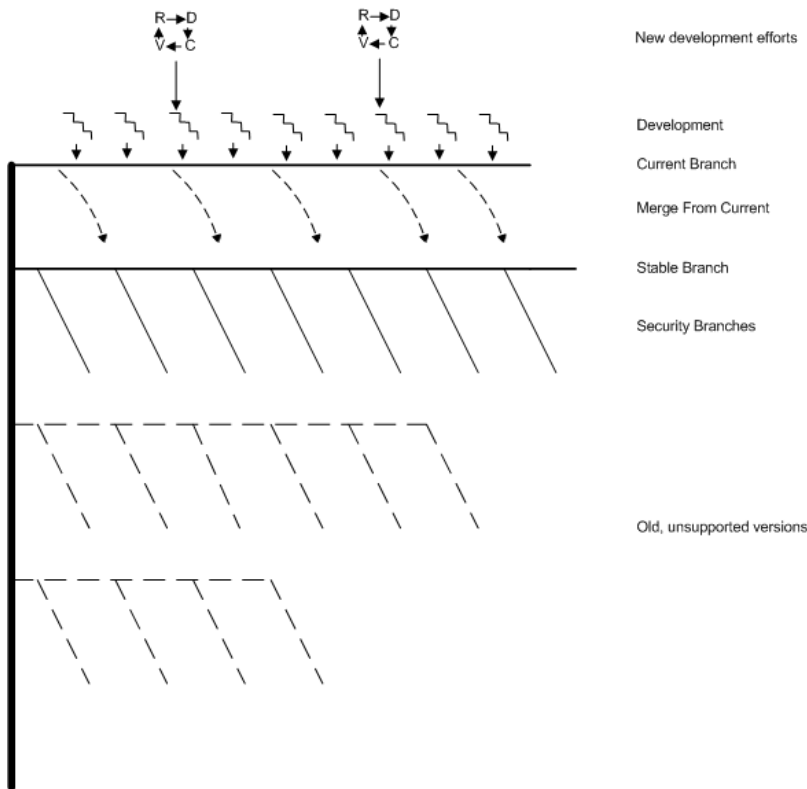 R D R D
V C V C
New development efforts
Development
Current Branch
Merge From Current
Stable Branch
Security Branches
Old, unsupported versions